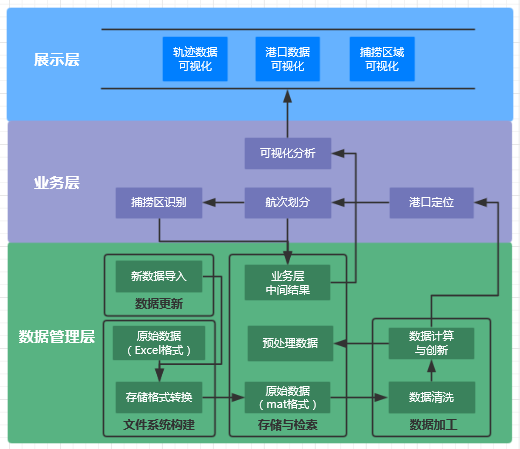 展示层
轨迹数据
可视化
港口数据
可视化
捕捞区域
可视化
业务层
可视化分析
捕捞区识别
航次划分
港口定位
数据管理层
新数据导入
数据更新
业务层
中间结果
原始数据
（Excel格式）
预处理数据
数据计算
与创新
存储格式转换
原始数据
（mat格式）
数据清洗
文件系统构建
存储与检索
数据加工